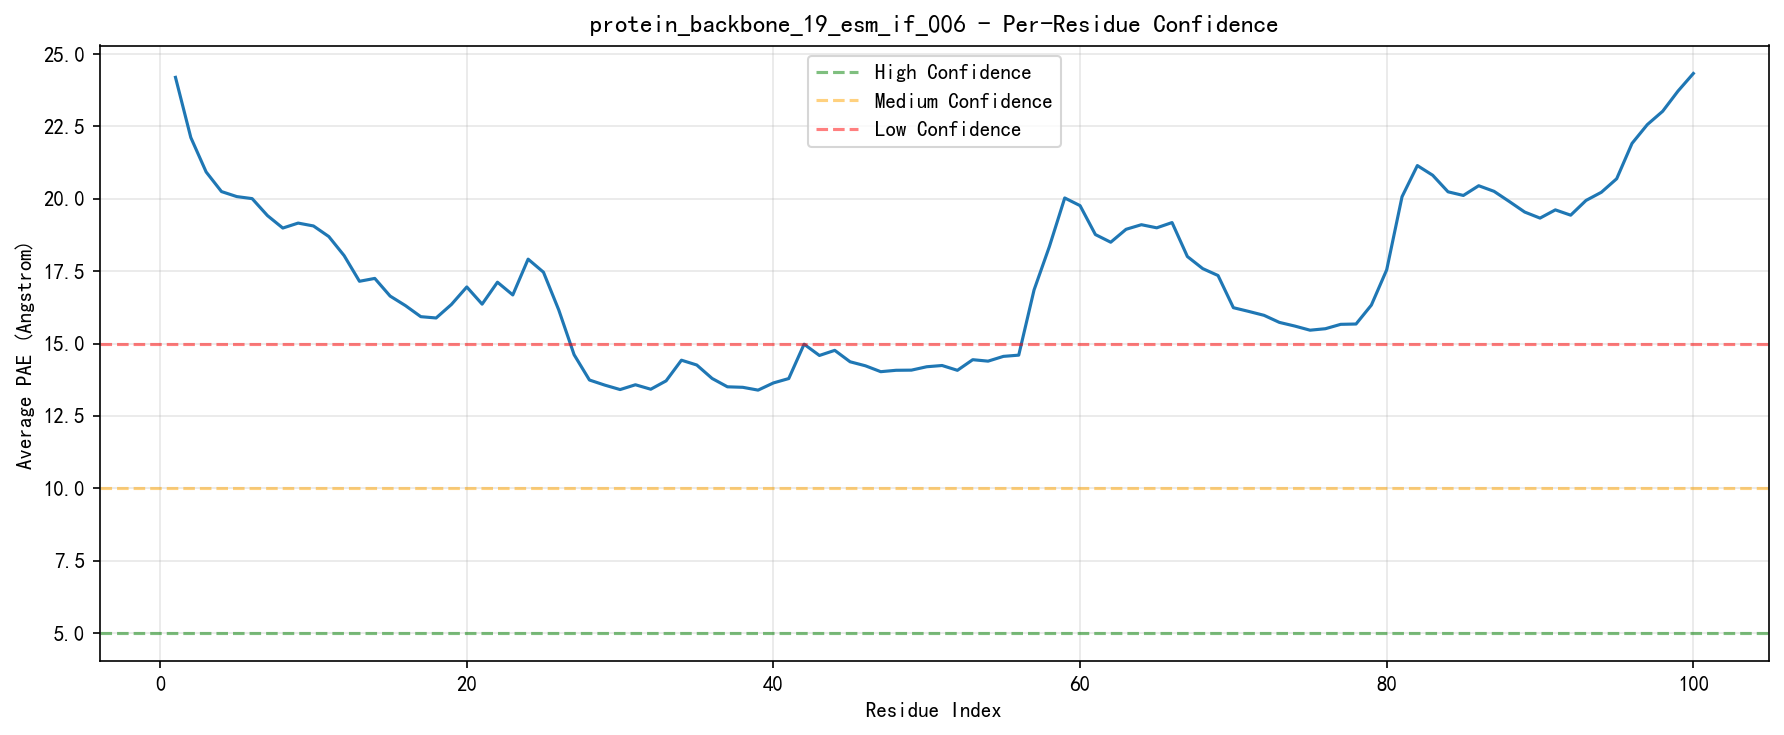 protein_backbone_19_esm_if_006 - Per-Residue Confidence
High Confidence
Medium Confidence
Low Confidence
Average PAE (Angstrom)
25.0
22.5
20.0
17.5
15.0
12.5
10.0
7.5
5.0
0 20 40 60 80 100
Residue Index